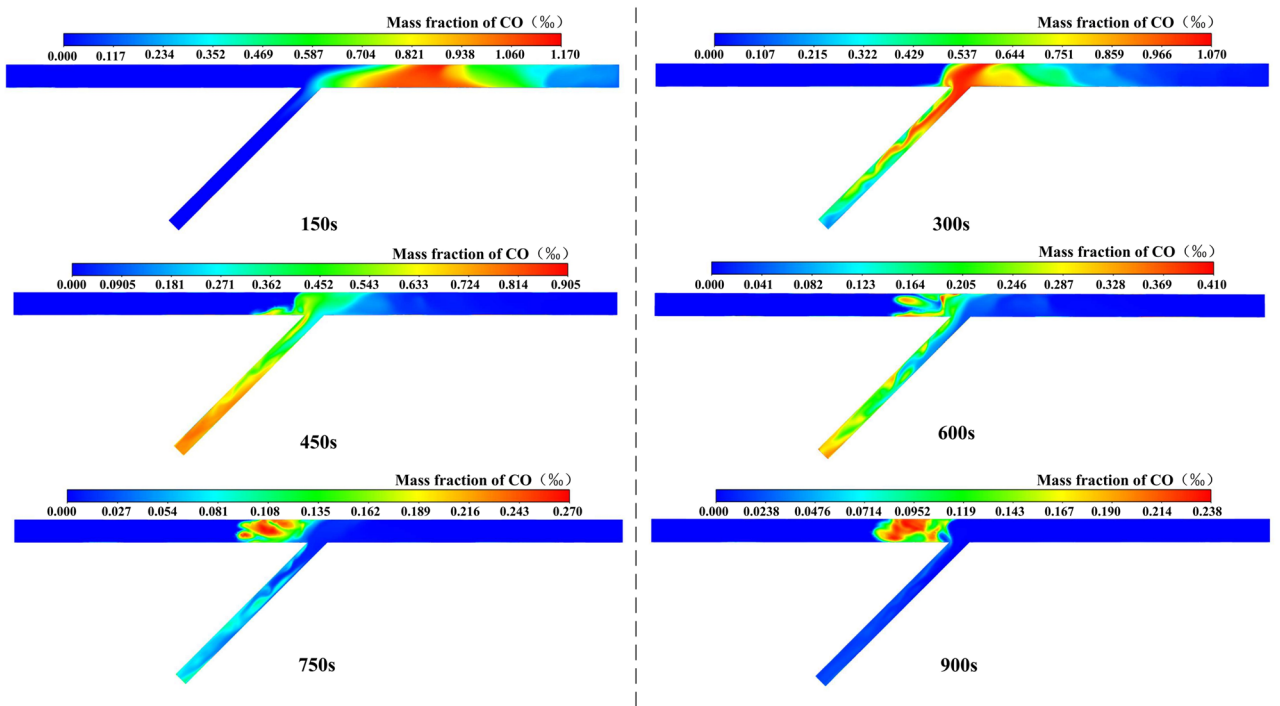 Mass fraction of CO（‰）
0.000 0.117 0.234 0.352 0.469 0.587 0.704 0.821 0.938 1.060 1.170
150s
Mass fraction of CO（‰）
0.000 0.107 0.215 0.322 0.429 0.537 0.644 0.751 0.859 0.966 1.070
300s
Mass fraction of CO（‰）
0.000 0.0905 0.181 0.271 0.362 0.452 0.543 0.633 0.724 0.814 0.905
450s
Mass fraction of CO（‰）
0.000 0.041 0.082 0.123 0.164 0.205 0.246 0.287 0.328 0.369 0.410
600s
Mass fraction of CO（‰）
0.000 0.027 0.054 0.081 0.108 0.135 0.162 0.189 0.216 0.243 0.270
750s
Mass fraction of CO（‰）
0.000 0.0238 0.0476 0.0714 0.0952 0.119 0.143 0.167 0.190 0.214 0.238
900s